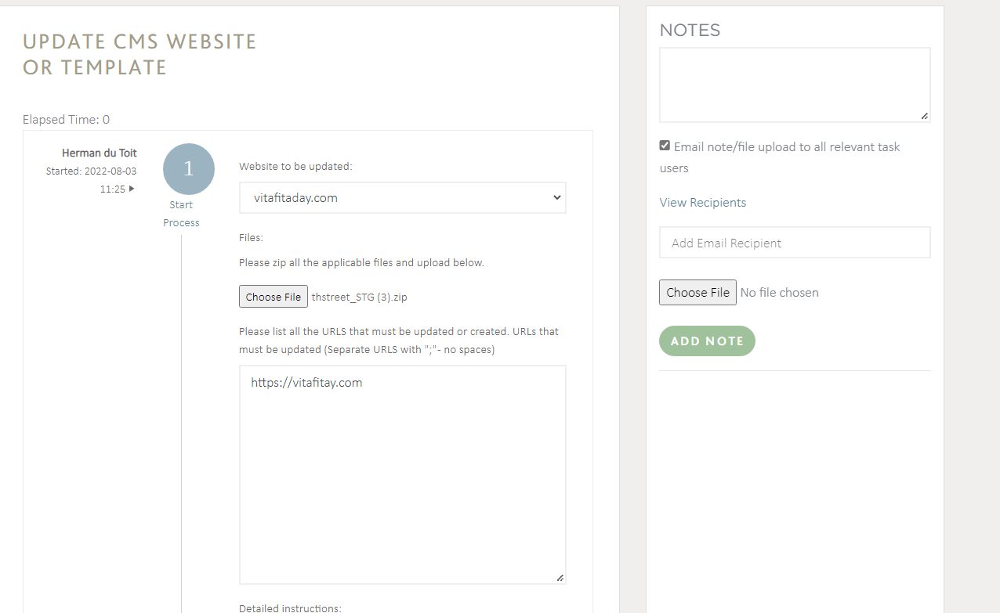 UPDATE CMS WEBSITE
OR TEMPLATE
Elapsed Time: 0
Herman du Toit
Started: 2022-08-03
11:25
1
Start
Process
Website to be updated:
vitafitaday.com
Files:
Please zip all the applicable files and upload below.
Choose File thstreet_STG (3).zip
Please list all the URLS that must be updated or created. URLs that
must be updated (Separate URLS with ";"- no spaces)
https://vitafitay.com
Detailed instructions:
NOTES
Email note/file upload to all relevant task
users
View Recipients
Add Email Recipient
Choose File No file chosen
ADD NOTE